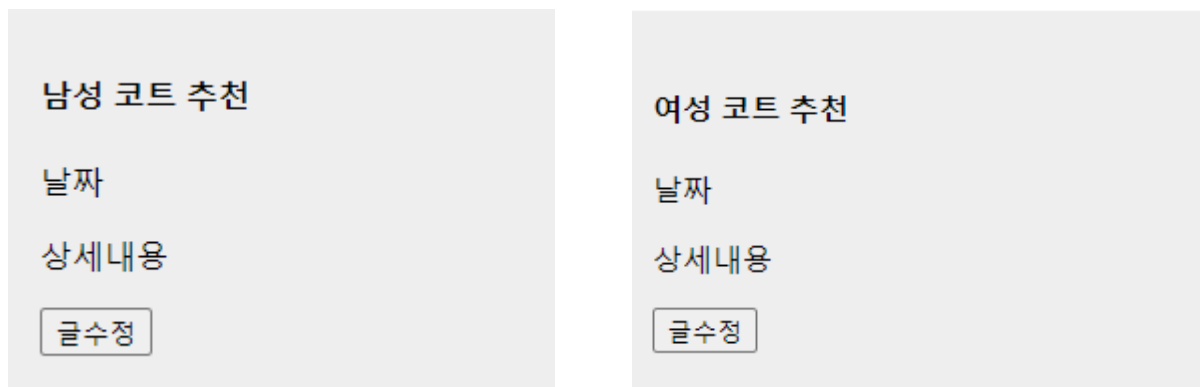 남성 코트 추천
날짜
상세내용
글수정
여성 코트 추천
날짜
상세내용
글수정